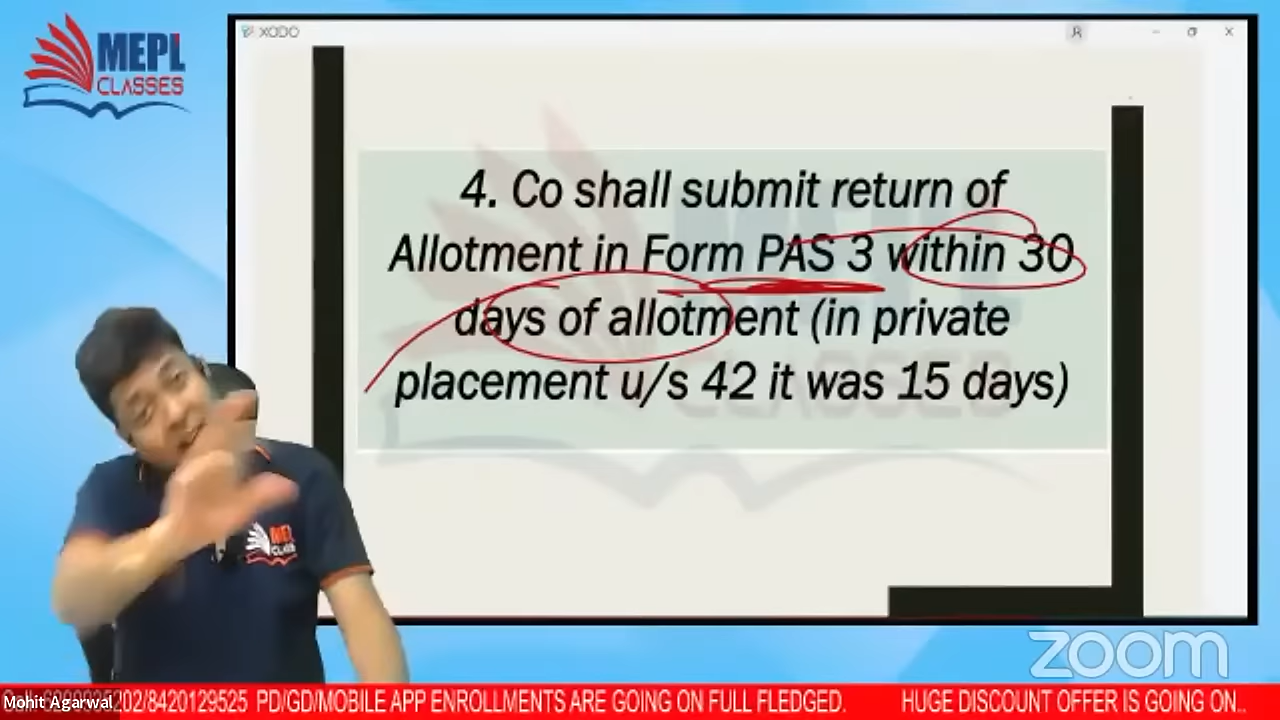 MEPL
CLASSES
XODO
4. Co shall submit return of
Allotment in Form PAS 3 within 30
days of allotment (in private
placement u/s 42 it was 15 days)
MEPL
zoom
Mohit Agarwal
202/8420129525 PD/GD/MOBILE APP ENROLLMENTS ARE GOING ON FULL FLEDGED. HUGE DISCOUNT OFFER IS GOING ON..